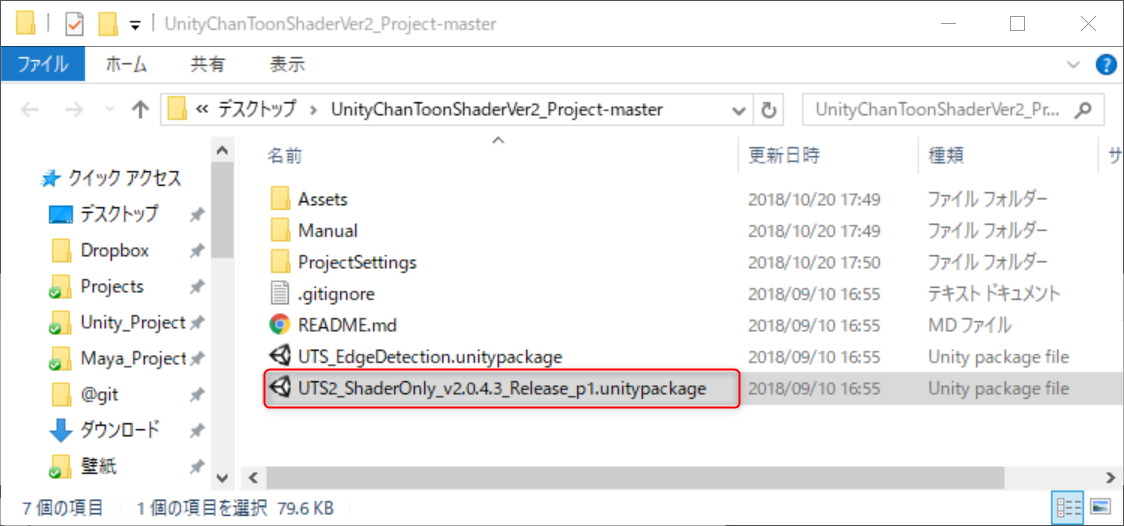 UnityChanToonShaderVer2_Project-master
ファイル ホーム 共有 表示
« デスクトップ › UnityChanToonShaderVer2_Project-master UnityChanToonShaderVer2_Pr...
名前 更新日時 種類 サ
クイック アクセス
デスクトップ
Dropbox
Projects
Unity_Project
Maya_Project
@git
ダウンロード
壁紙
Assets 2018/10/20 17:49 ファイル フォルダー
Manual 2018/10/20 17:49 ファイル フォルダー
ProjectSettings 2018/10/20 17:50 ファイル フォルダー
.gitignore 2018/09/10 16:55 テキスト ドキュメント
README.md 2018/09/10 16:55 MD ファイル
UTS_EdgeDetection.unitypackage 2018/09/10 16:55 Unity package file
UTS2_ShaderOnly_v2.0.4.3_Release_p1.unitypackage 2018/09/10 16:55 Unity package file
7 個の項目 1 個の項目を選択 79.6 KB